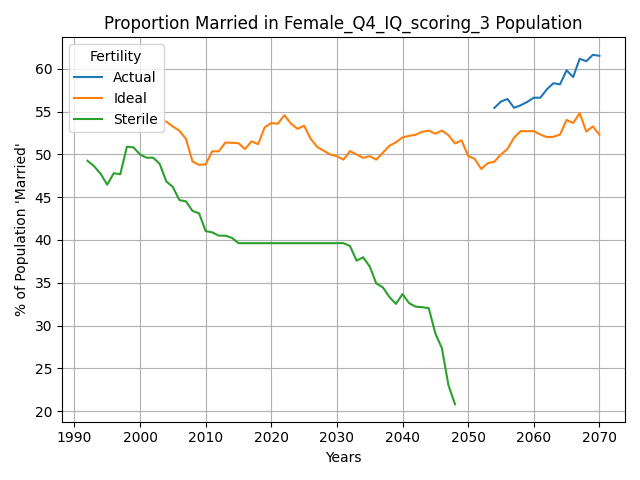 Proportion Married in Female_Q4_IQ_scoring_3 Population
Fertility
Actual
Ideal
Sterile
% of Population 'Married'
60
55
50
45
40
35
30
25
20
1990
2000
2010
2020
2030
2040
2050
2060
2070
Years